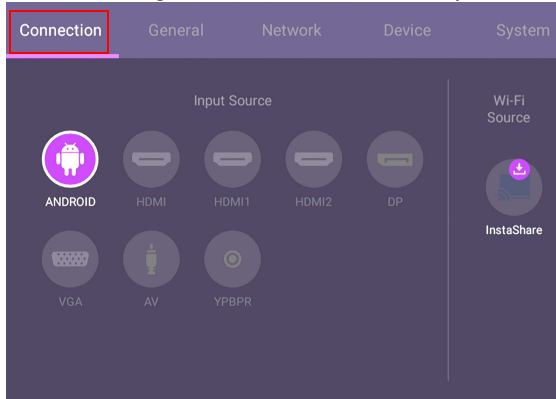 Connection General Network Device System
Input Source
Wi-Fi
Source
ANDROID HDMI HDMI1 HDMI2 DP
InstaShare
VGA AV YPBPR